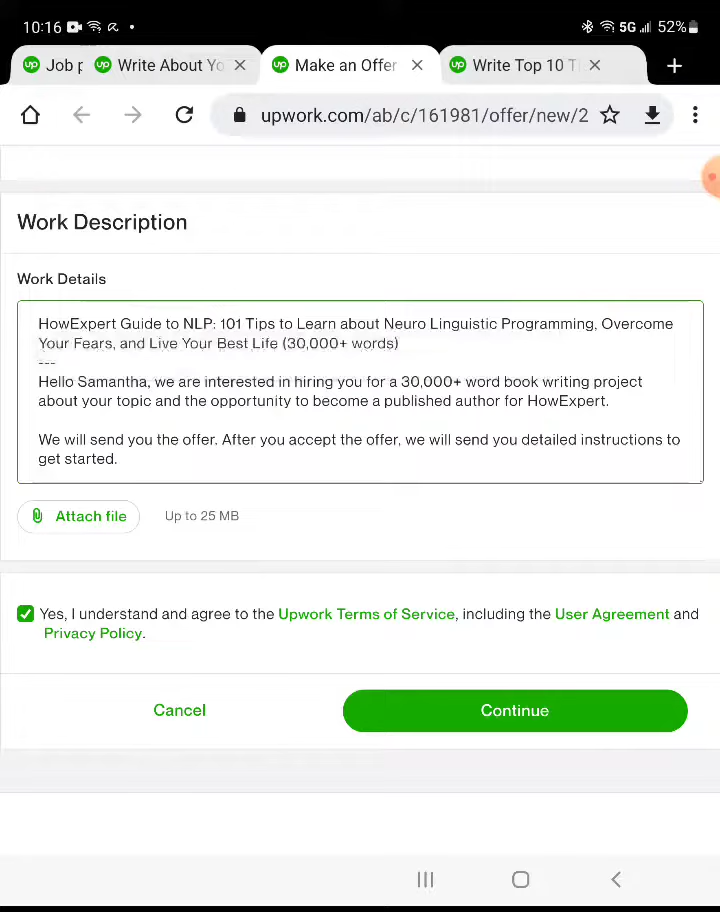 10:16
5G 52%
Job p
Write About Yo
Make an Offer
Write Top 10 T
upwork.com/ab/c/161981/offer/new/2
Work Description
Work Details
HowExpert Guide to NLP: 101 Tips to Learn about Neuro Linguistic Programming, Overcome
Your Fears, and Live Your Best Life (30,000+ words)
---
Hello Samantha, we are interested in hiring you for a 30,000+ word book writing project
about your topic and the opportunity to become a published author for HowExpert.
We will send you the offer. After you accept the offer, we will send you detailed instructions to
get started.
Attach file Up to 25 MB
Yes, I understand and agree to the Upwork Terms of Service, including the User Agreement and
Privacy Policy.
Cancel
Continue